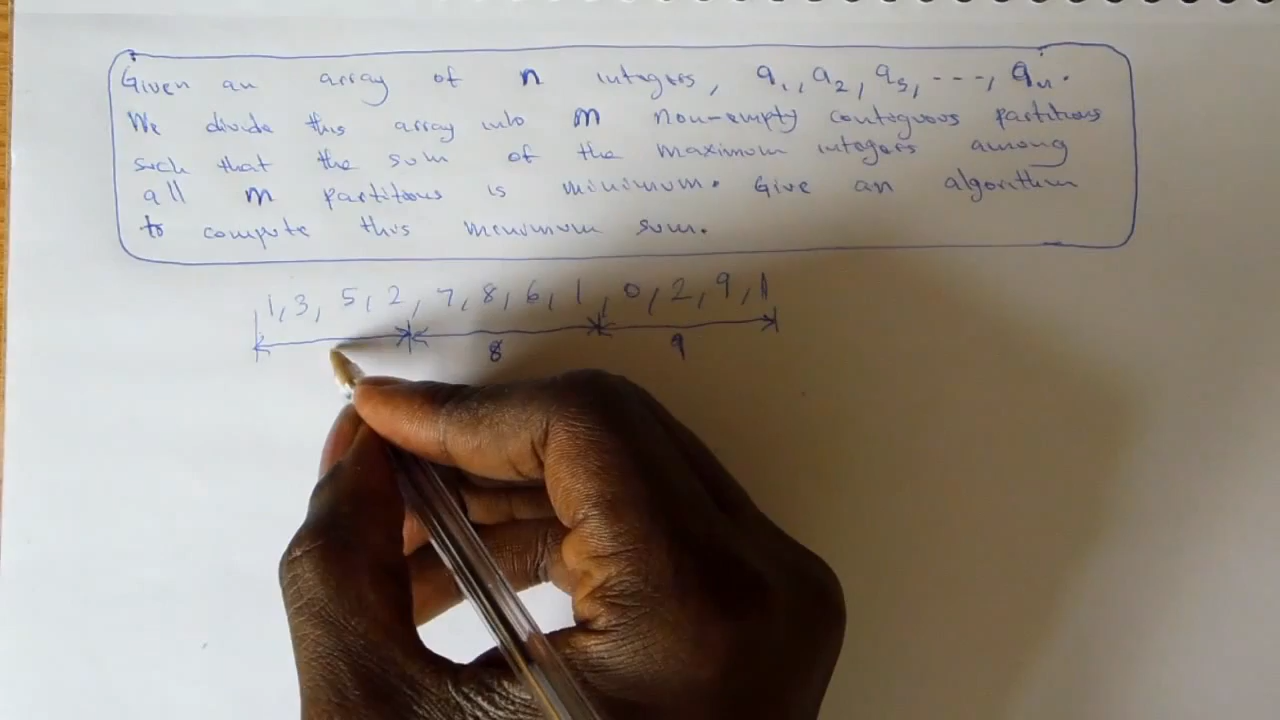 Given an array of n integers, a1, a2, a3, ---, an.
We divide this array into m non-empty contiguous partitions
such that the sum of the maximum integers among
all m partitions is minimum. Give an algorithm
to compute this minimum sum.
1, 3, 5, 2, 7, 8, 6, 1, 0, 2, 9, 1
8 9